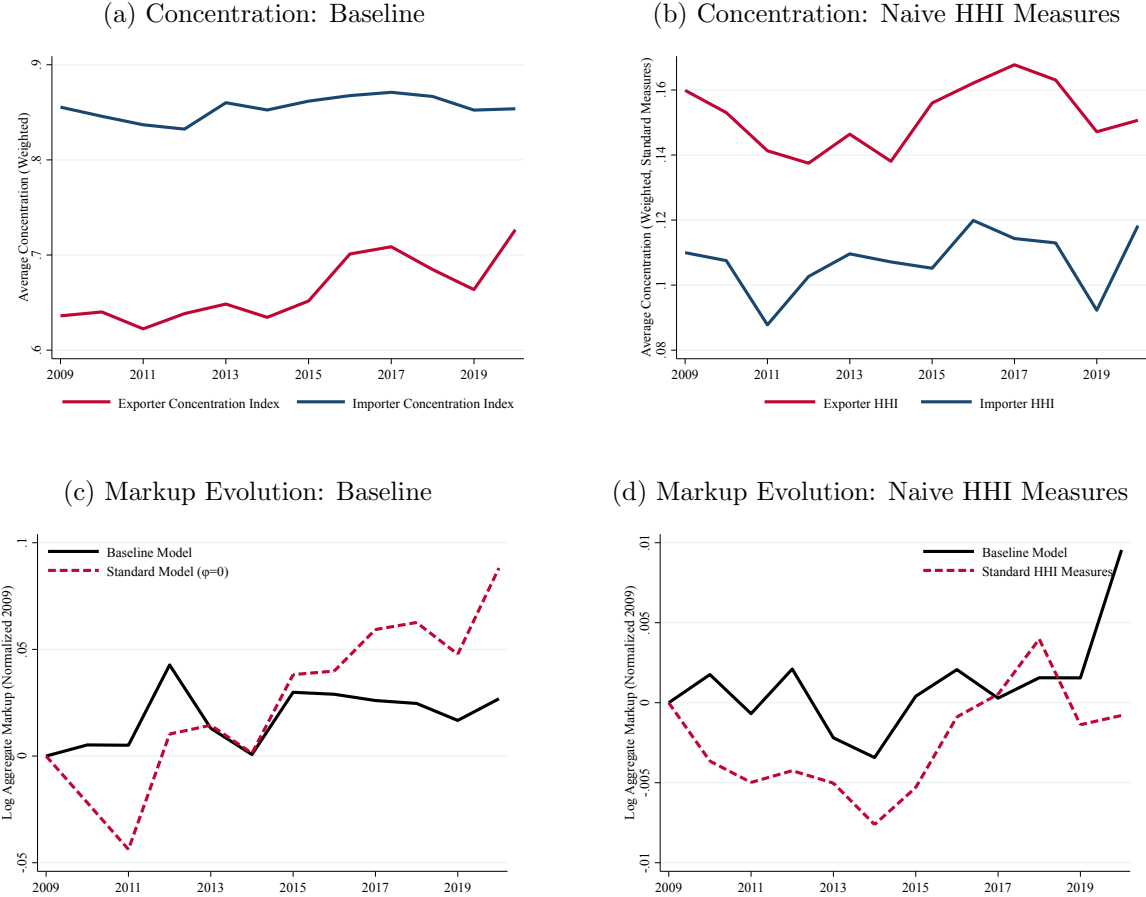 (a) Concentration: Baseline
Average Concentration (Weighted)
.9
.8
.7
.6
2009 2011 2013 2015 2017 2019
Exporter Concentration Index Importer Concentration Index
(b) Concentration: Naive HHI Measures
Average Concentration (Weighted, Standard Measures)
.16
.14
.12
.1
.08
2009 2011 2013 2015 2017 2019
Exporter HHI Importer HHI
(c) Markup Evolution: Baseline
Log Aggregate Markup (Normalized 2009)
.1
.05
0
-.05
Baseline Model
Standard Model (φ=0)
2009 2011 2013 2015 2017 2019
(d) Markup Evolution: Naive HHI Measures
Log Aggregate Markup (Normalized 2009)
.01
.005
0
-.005
-.01
Baseline Model
Standard HHI Measures
2009 2011 2013 2015 2017 2019